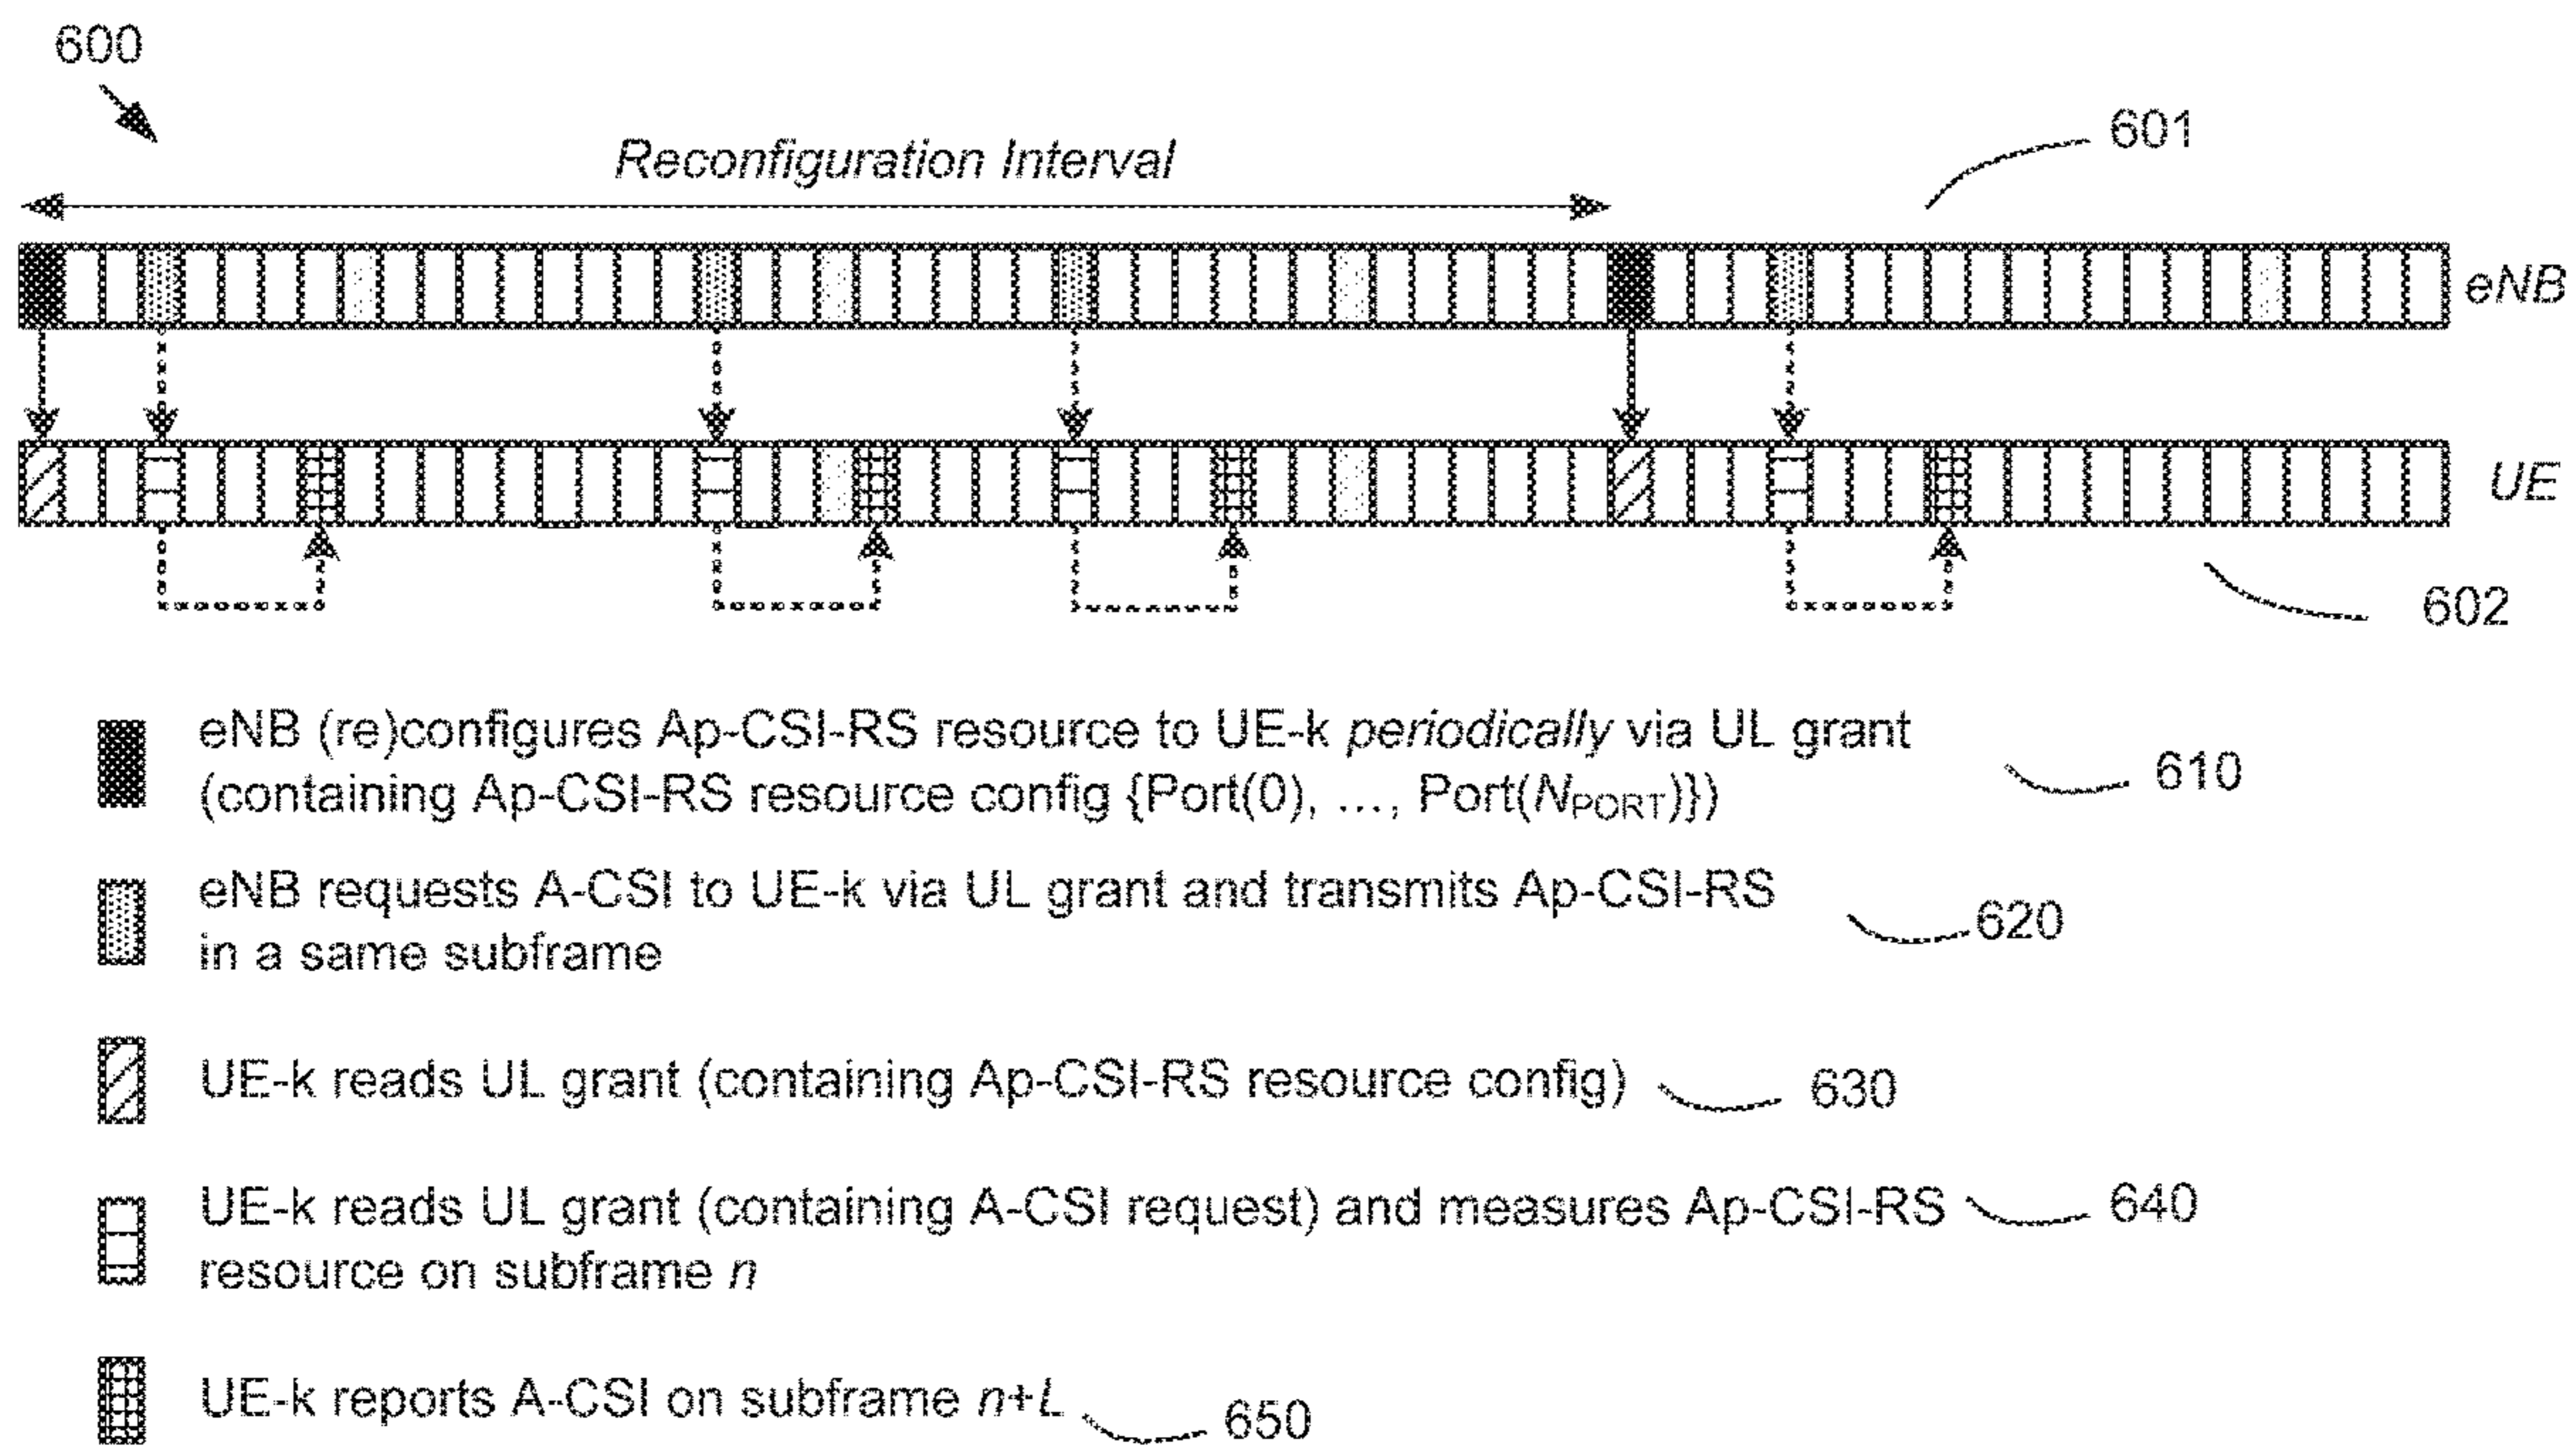 600
Reconfiguration Interval
601
eNB
UE
602
eNB (re)configures Ap-CSI-RS resource to UE-k periodically via UL grant
(containing Ap-CSI-RS resource config {Port(0), ..., Port(NPORT)})
610
eNB requests A-CSI to UE-k via UL grant and transmits Ap-CSI-RS
in a same subframe
620
UE-k reads UL grant (containing Ap-CSI-RS resource config)
630
UE-k reads UL grant (containing A-CSI request) and measures Ap-CSI-RS
resource on subframe n
640
UE-k reports A-CSI on subframe n+L
650